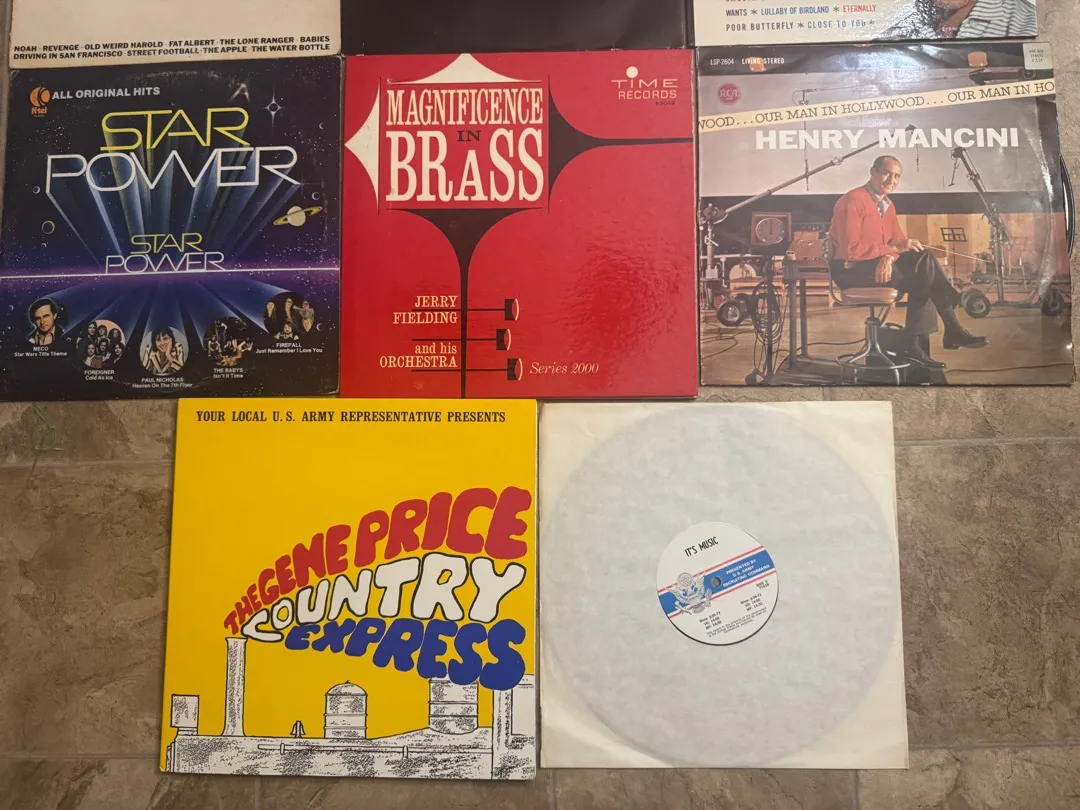 NOAH · REVENGE · OLD WEIRD HAROLD FAT ALBERT · THE LONE RANGER · BABIES
DRIVING IN SAN FRANCISCO · STREET FOOTBALL · THE APPLE THE WATER BOTTLE
WANTS ★ LULLABY OF BIRDLAND ★ ETERNALLY
POOR BUTTERFLY ★ CLOSE TO YOU ★
K-tel
ALL ORIGINAL HITS
STAR
POWER
STAR
POWER
MECO
Star Wars Title Theme
FOREIGNER
Cold As Ice
PAUL NICHOLAS
Heaven On The 7th Floor
THE BABYS
Isn't It Time
FIREFALL
Just Remember I Love You
MAGNIFICENCE
IN
BRASS
TIME
RECORDS
JERRY
FIELDING
and his
ORCHESTRA
Series 2000
LSP-2604 LIVING STEREO
RCA
WOOD... OUR MAN IN HOLLYWOOD... OUR MAN IN HO
HENRY MANCINI
YOUR LOCAL U.S. ARMY REPRESENTATIVE PRESENTS
THE GENE PRICE
COUNTRY
EXPRESS
IT'S MUSIC
PRESENTED BY
U.S. ARMY
RECRUITING COMMAND